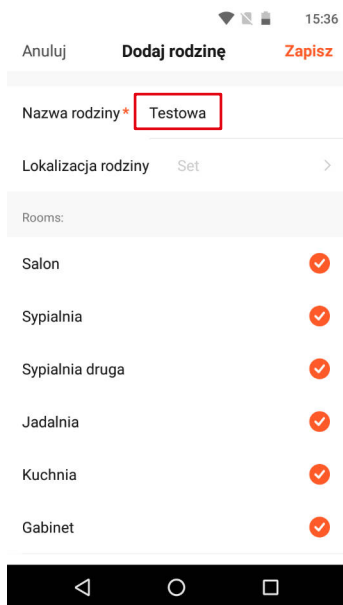 15:36
Anuluj Dodaj rodzinę Zapisz
Nazwa rodziny* Testowa
Lokalizacja rodziny Set
Rooms:
Salon
Sypialnia
Sypialnia druga
Jadalnia
Kuchnia
Gabinet